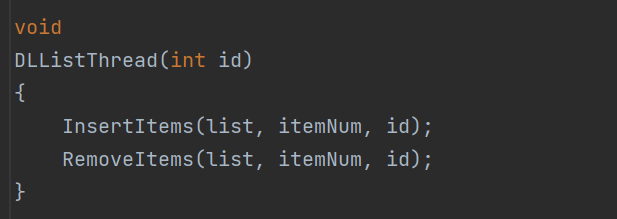 void
DLListThread(int id)
{
    InsertItems(list, itemNum, id);
    RemoveItems(list, itemNum, id);
}